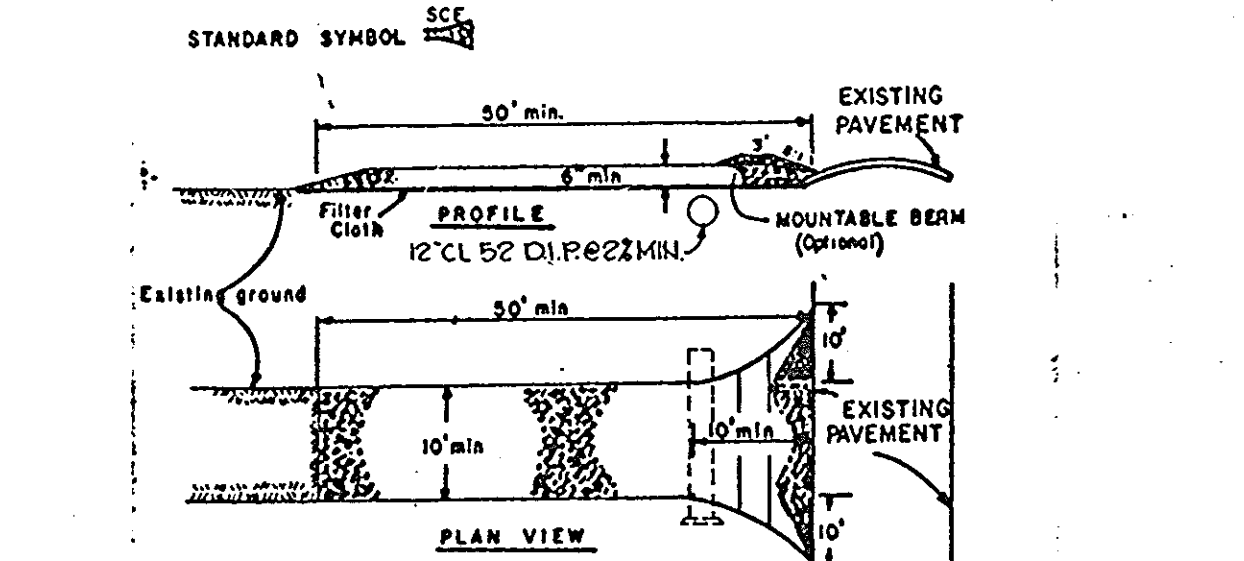 SCE
STANDARD SYMBOL
50' min.
EXISTING
PAVEMENT
3'
6" min
Filter
Cloth
PROFILE
MOUNTABLE BERM
(Optional)
12" CL 52 D.I.P. @ 2% MIN.
Existing ground
50' min
10'
10' min
10' min
EXISTING
PAVEMENT
10'
PLAN VIEW